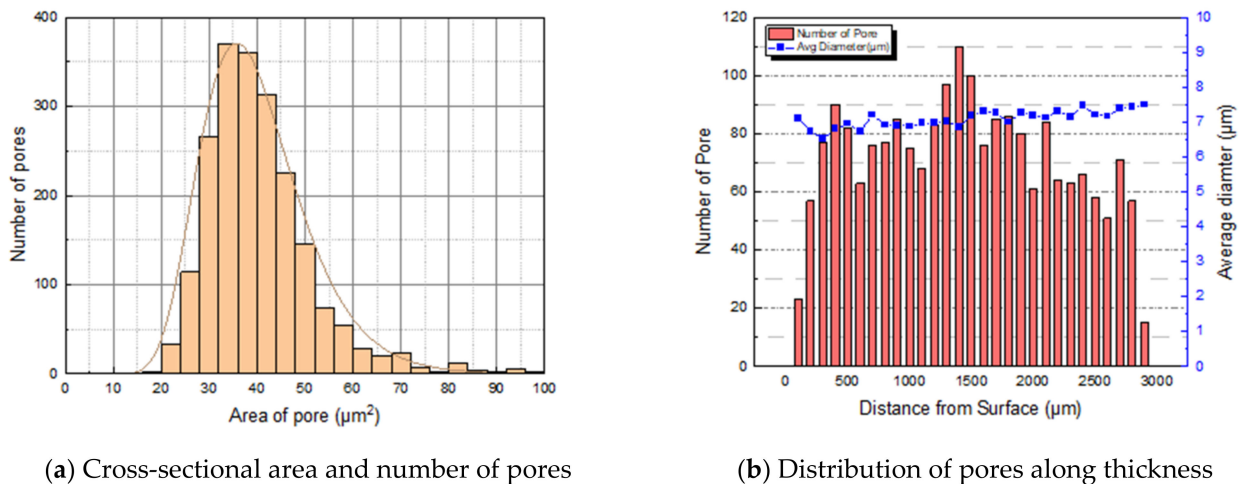 400
300
200
100
0
Number of pores
0 10 20 30 40 50 60 70 80 90 100
Area of pore (µm²)
(a) Cross-sectional area and number of pores
120
100
80
60
40
20
0
Number of Pore
Number of Pore
Avg Diameter(µm)
10
9
8
7
6
5
4
3
2
1
0
Average diamter (µm)
0 500 1000 1500 2000 2500 3000
Distance from Surface (µm)
(b) Distribution of pores along thickness